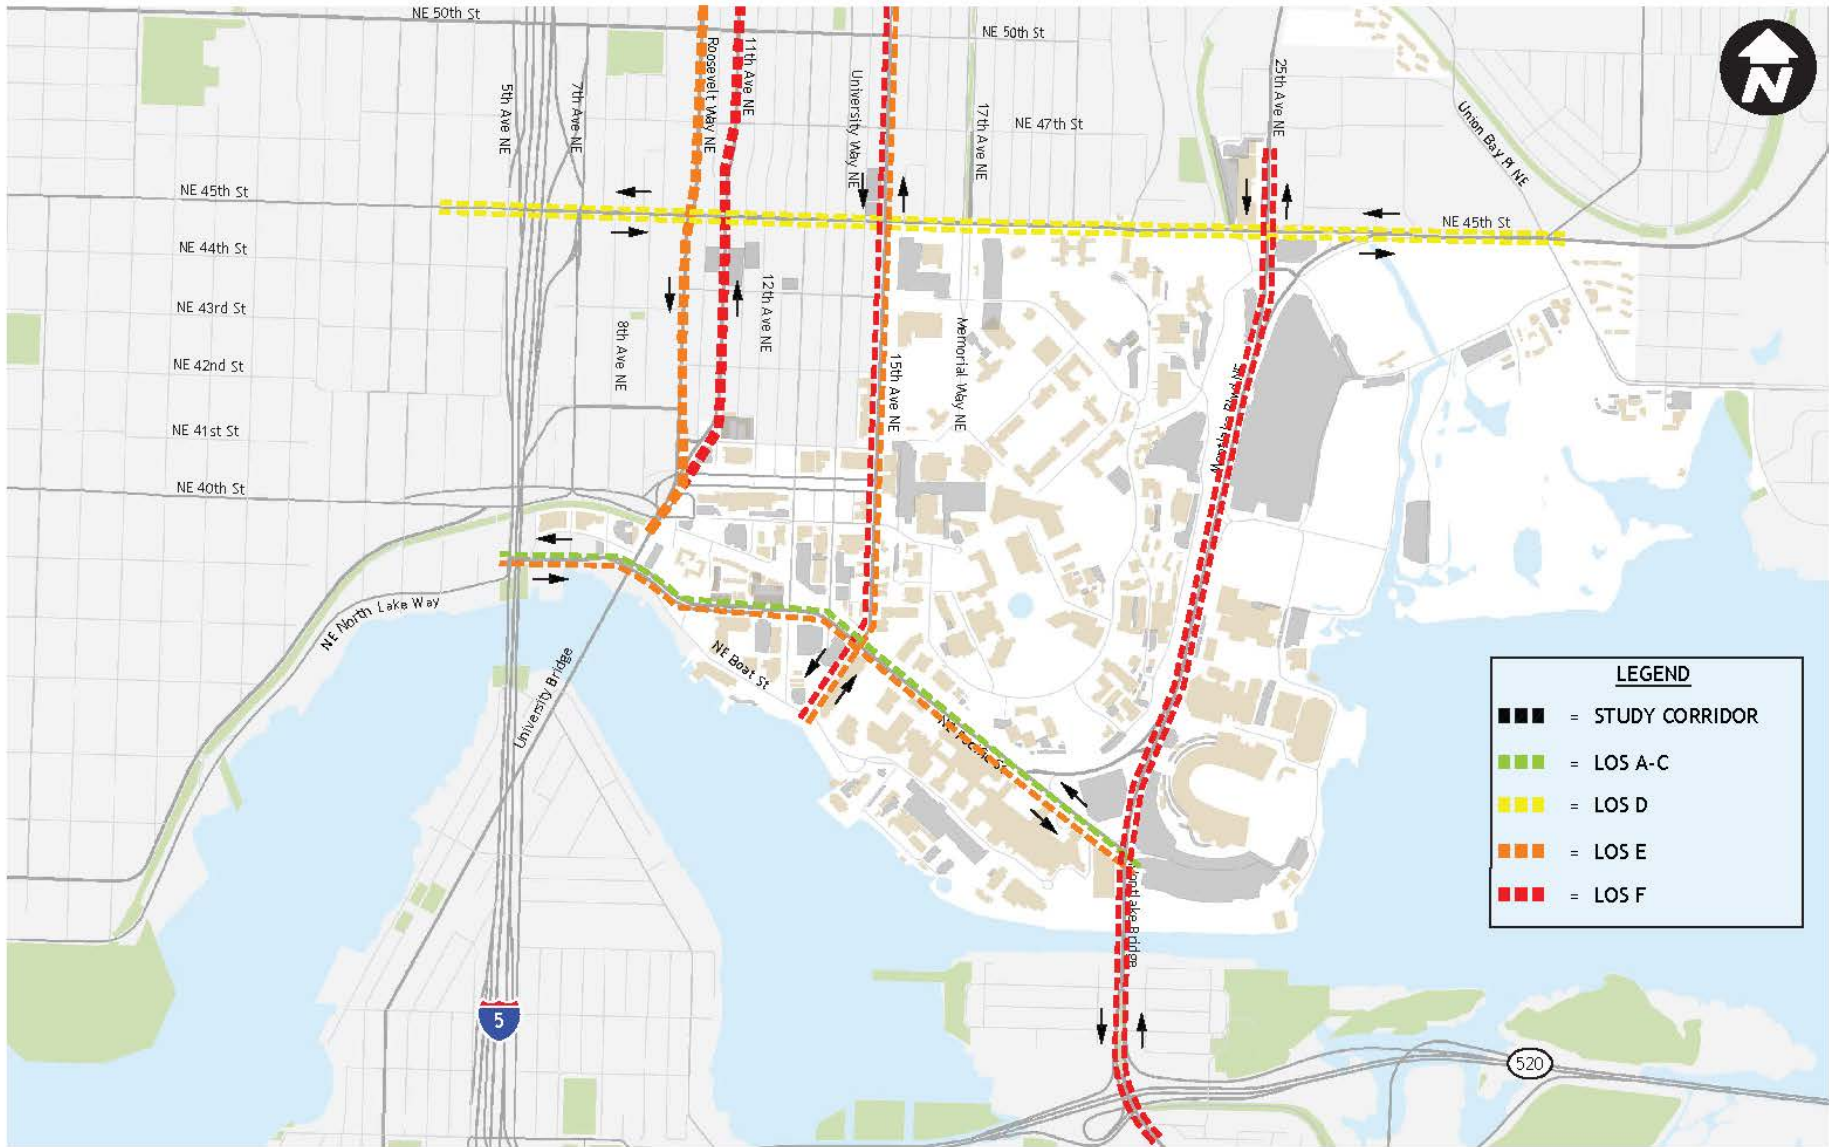 NE 50th St
NE 50th St
N
Roosevelt Way NE
11th Ave NE
University Way NE
17th Ave NE
25th Ave NE
5th Ave NE
7th Ave NE
NE 47th St
Union Bay Pl NE
NE 45th St
NE 45th St
NE 44th St
12th Ave NE
NE 43rd St
8th Ave NE
Memorial Way NE
15th Ave NE
NE 42nd St
NE 41st St
NE 40th St
NE North Lake Way
University Bridge
NE Boat St
NE Pacific St
Montlake Bridge
5
520
LEGEND
= STUDY CORRIDOR
= LOS A-C
= LOS D
= LOS E
= LOS F